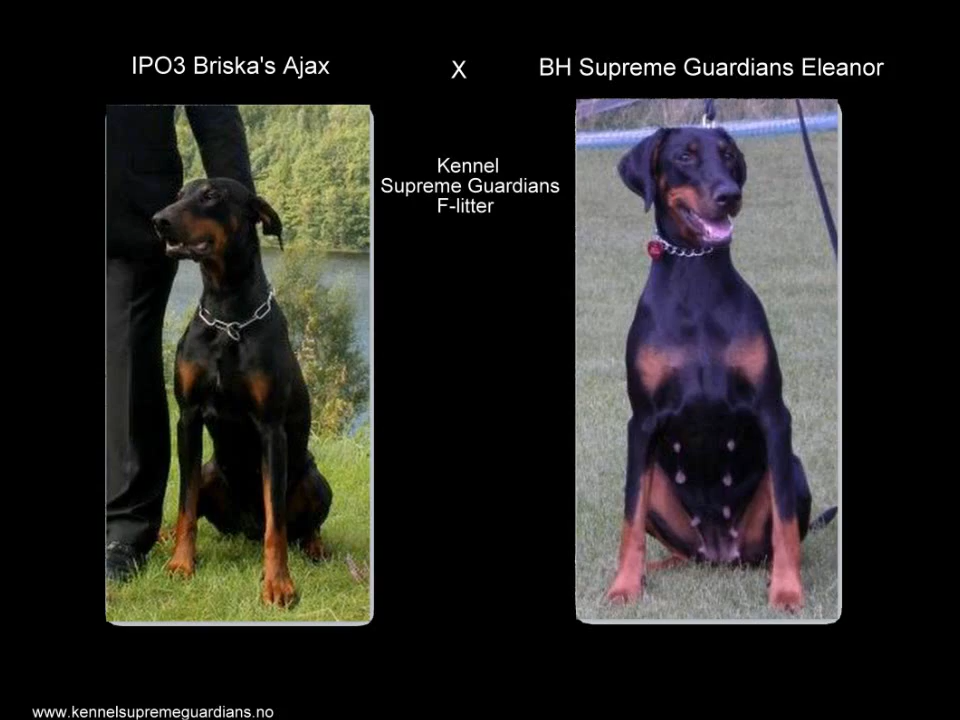 IPO3 Briska's Ajax
X
BH Supreme Guardians Eleanor
Kennel
Supreme Guardians
F-litter
www.kennelsupremeguardians.no